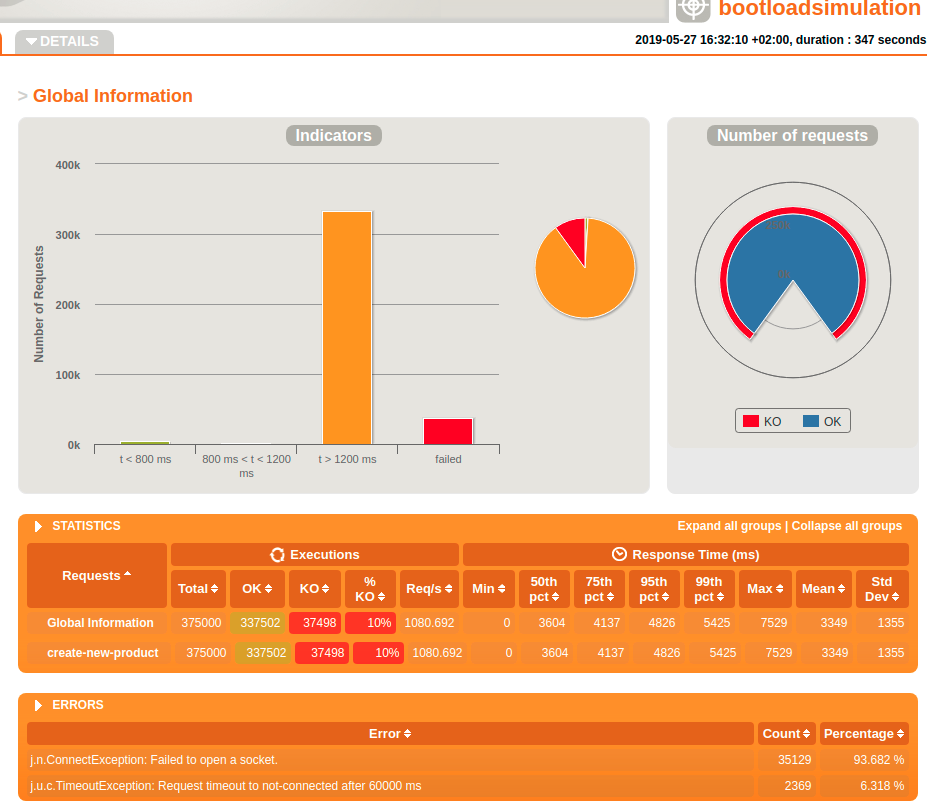 bootloadsimulation
DETAILS
2019-05-27 16:32:10 +02:00, duration : 347 seconds
> Global Information
Indicators
Number of requests
400k
300k
200k
100k
0k
Number of Requests
t < 800 ms
800 ms < t < 1200
ms
t > 1200 ms
failed
0k
KO
OK
STATISTICS
Expand all groups | Collapse all groups
Requests
Executions
Response Time (ms)
Total
OK
KO
%
KO
Req/s
Min
50th
pct
75th
pct
95th
pct
99th
pct
Max
Mean
Std
Dev
Global Information 375000 337502 37498 10% 1080.692 0 3604 4137 4826 5425 7529 3349 1355
create-new-product 375000 337502 37498 10% 1080.692 0 3604 4137 4826 5425 7529 3349 1355
ERRORS
Error Count Percentage
j.n.ConnectException: Failed to open a socket. 35129 93.682 %
j.u.c.TimeoutException: Request timeout to not-connected after 60000 ms 2369 6.318 %